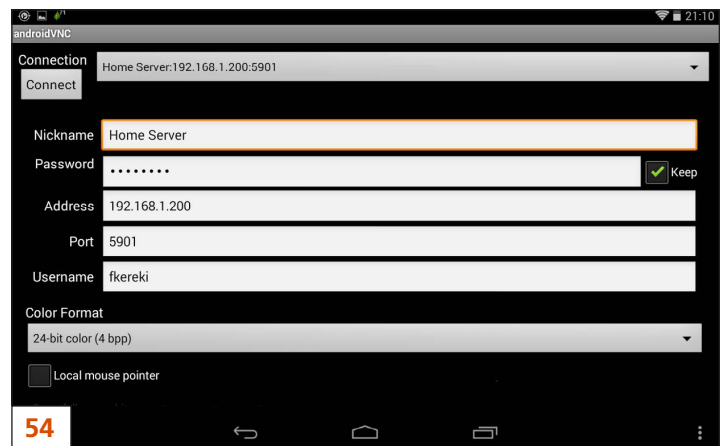 21:10
androidVNC
Connection
Home Server:192.168.1.200:5901
Connect
Nickname Home Server
Password ········
Keep
Address 192.168.1.200
Port 5901
Username fkereki
Color Format
24-bit color (4 bpp)
Local mouse pointer
54